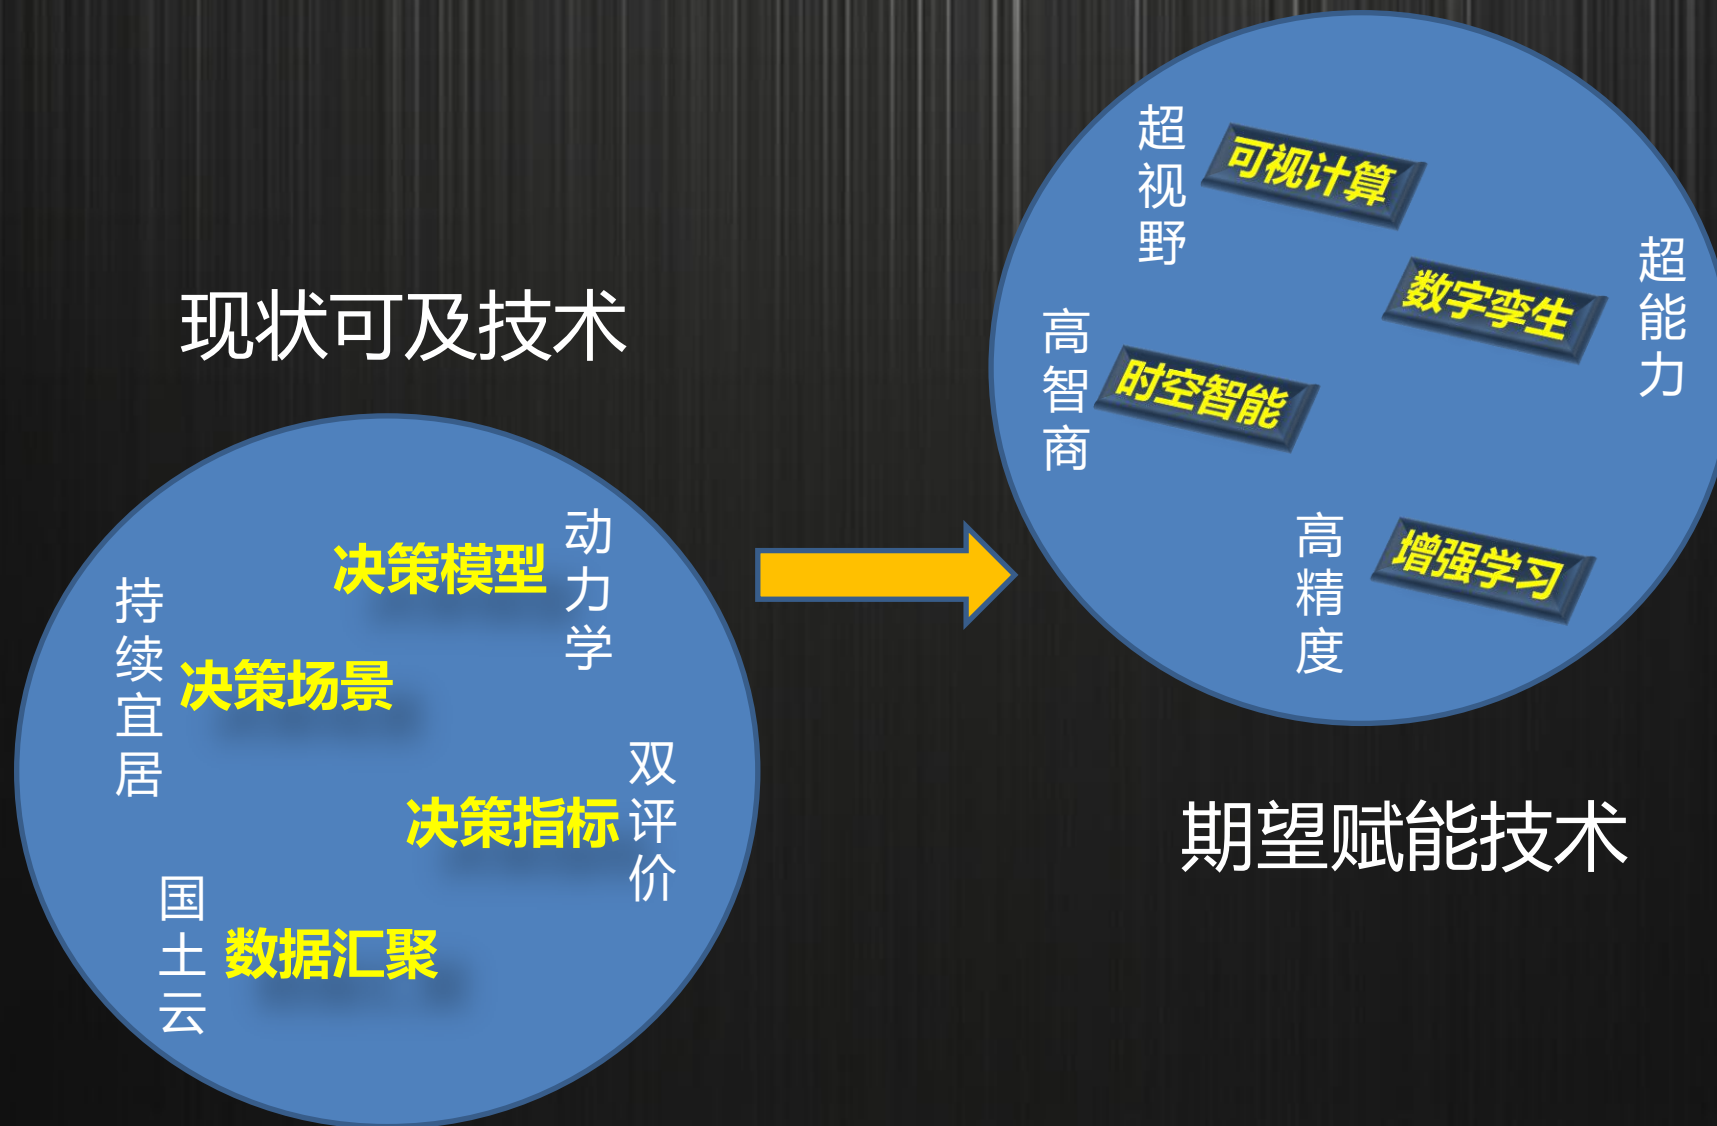 现状可及技术
动力学
决策模型
持续宜居
决策场景
双评价
决策指标
国土云
数据汇聚
超视野
可视计算
超能力
数字孪生
高智商
时空智能
高精度
增强学习
期望赋能技术